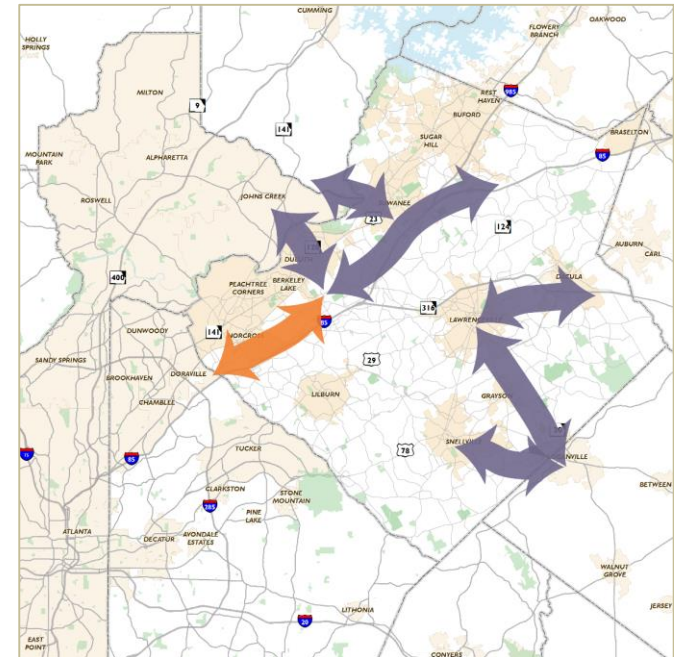 CUMMING
HOLLY
SPRINGS
OAKWOOD
FLOWERY
BRANCH
MILTON
9
985
REST
HAVEN
141
BUFORD
SUGAR
HILL
BRASELTON
MOUNTAIN
PARK
ALPHARETTA
85
ROSWELL
JOHNS CREEK
23
124
AUBURN
CARL
400
PEACHTREE
CORNERS
BERKELEY
LAKE
316
85
DUNWOODY
141
SANDY SPRINGS
DORAVILLE
BROOKHAVEN
29
CHAMBLEE
LILBURN
GRAYSON
SNELLVILLE
75
85
TUCKER
78
CLARKSTON
STONE
MOUNTAIN
BETWEEN
285
PINE
LAKE
ATLANTA
DECATUR
AVONDALE
ESTATES
WALNUT
GROVE
LITHONIA
JERSEY
20
EAST
POINT
CONYERS